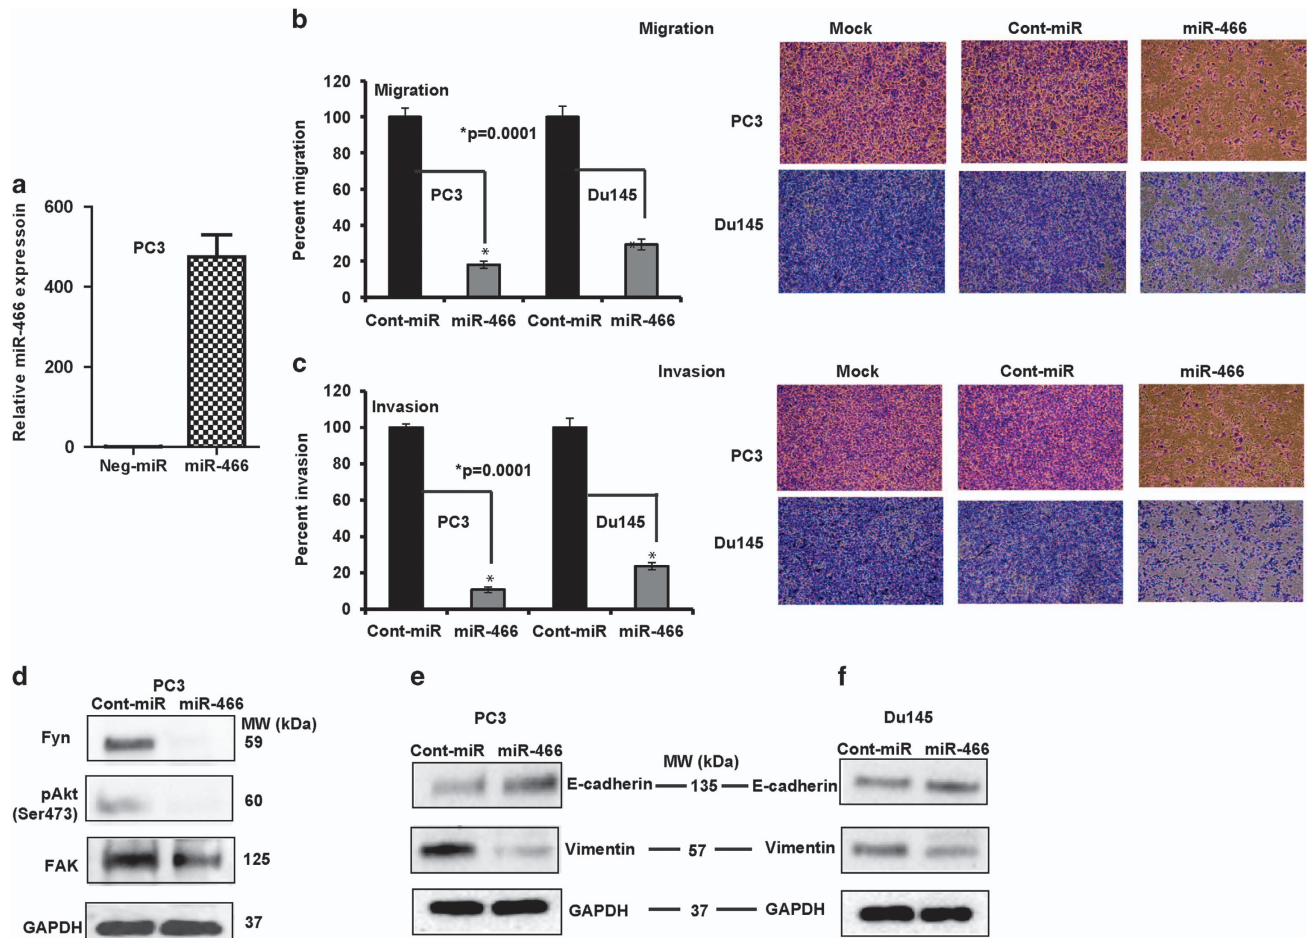 a
600
400
200
0
Relative miR-466 expressoin
PC3
Neg-miR miR-466
b
Migration
120
100
80
60
40
20
0
Percent migration
Migration
*p=0.0001
PC3
Du145
*
*
Cont-miR miR-466 Cont-miR miR-466
Mock Cont-miR miR-466
PC3
Du145
c
Invasion
120
100
80
60
40
20
0
Percent invasion
Invasion
*p=0.0001
PC3
Du145
*
*
Cont-miR miR-466 Cont-miR miR-466
Mock Cont-miR miR-466
PC3
Du145
d
PC3
Cont-miR miR-466
MW (kDa)
Fyn 59
pAkt 60
(Ser473)
FAK 125
GAPDH 37
e
PC3
Cont-miR miR-466
MW (kDa)
E-cadherin — 135 — E-cadherin
Vimentin — 57 — Vimentin
GAPDH — 37 — GAPDH
f
Du145
Cont-miR miR-466